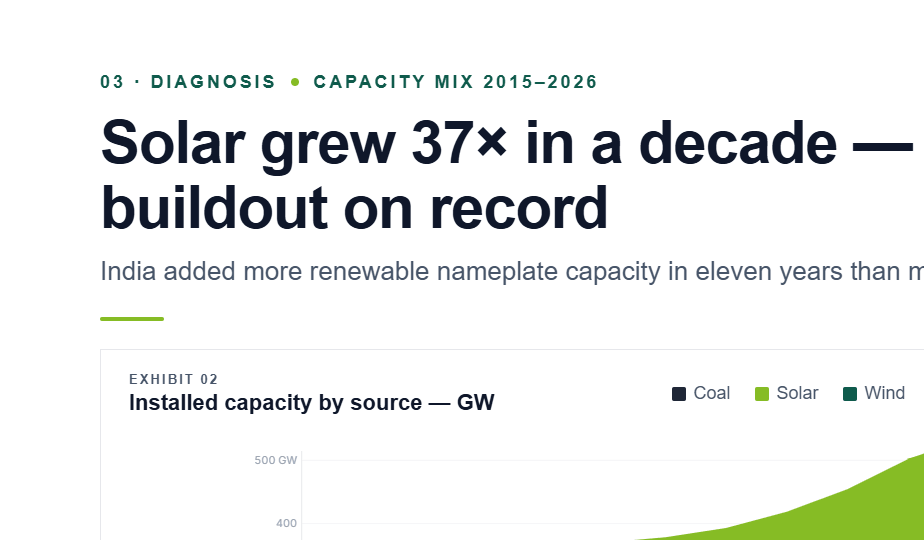 03 · DIAGNOSIS ● CAPACITY MIX 2015–2026
Solar grew 37× in a decade —
buildout on record
India added more renewable nameplate capacity in eleven years than
EXHIBIT 02
Installed capacity by source — GW
Coal Solar Wind
500 GW
400